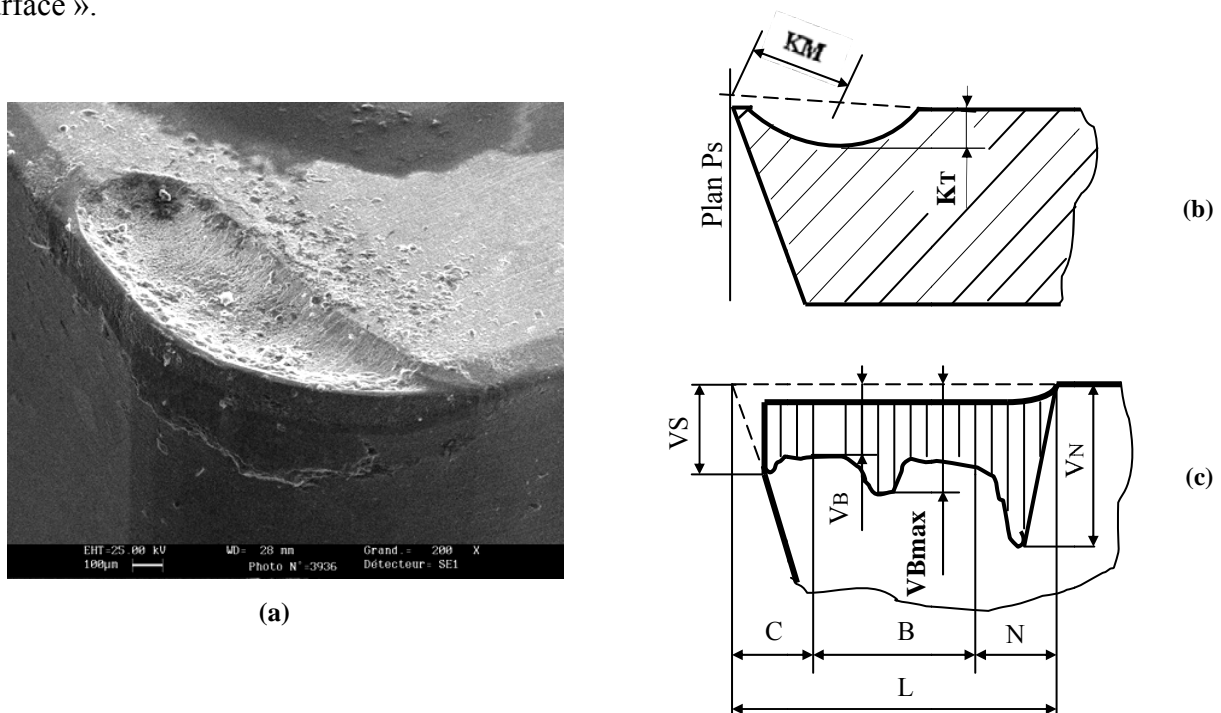 rface ».
EHT=25.00 kV WD= 28 mm Grand.= 200 X
100µm Photo N°=3936 Détecteur= SE1
(a)
KM
Plan Ps
KT
(b)
VS
VB
VBmax
VN
(c)
C B N
L